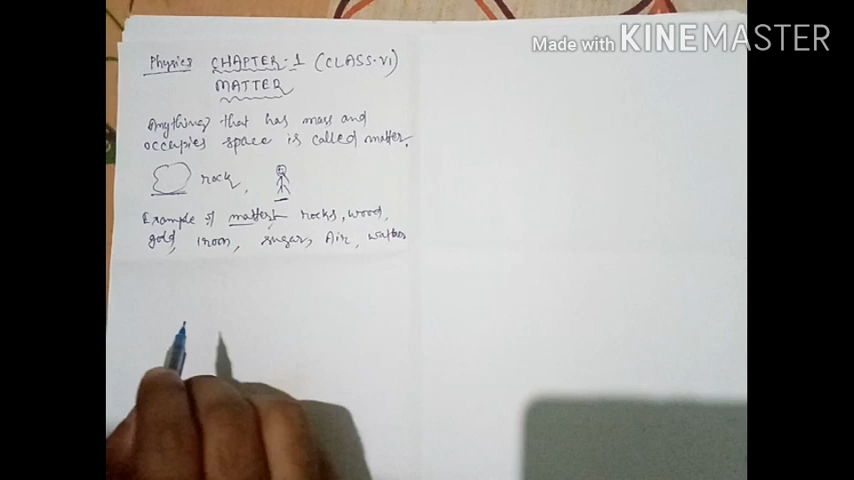 Made with KINEMASTER
Physics CHAPTER-1 (CLASS-VI)
MATTER
Anything that has mass and
occupies space is called matter.
rock,
Example of matter rocks, wood,
gold, Iron, sugar, Air, watter